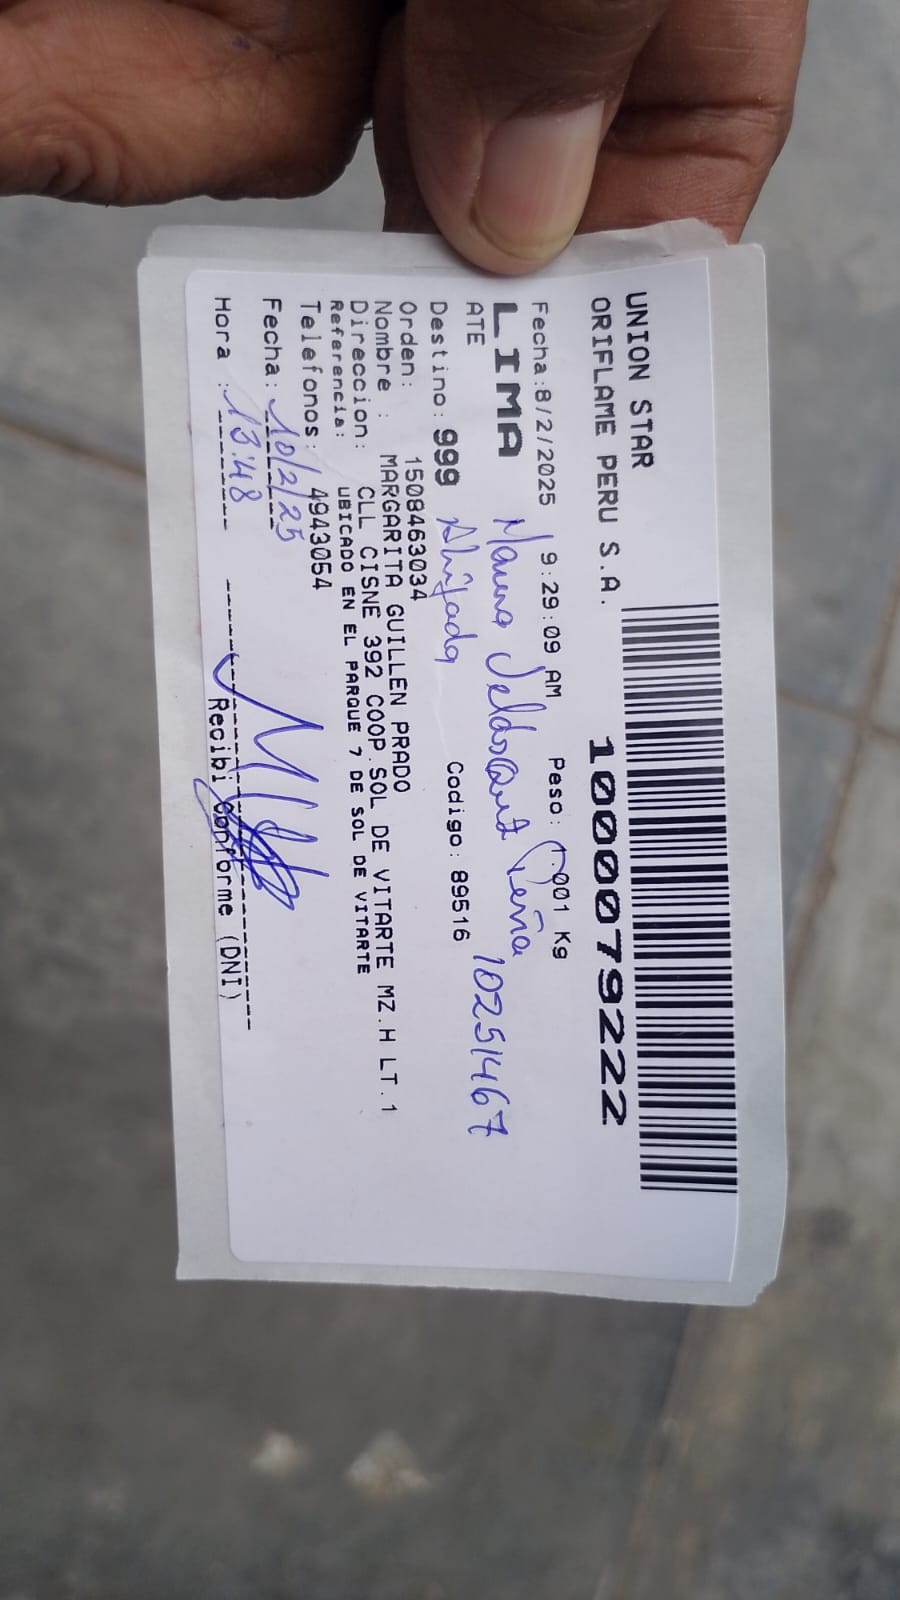 UNION STAR
ORIFLAME PERU S.A.
1000079222
Fecha:8/2/2025 9:29:09 AM Peso: 1.001 Kg
LIMA
ATE
Peña 10251467
Destino: 999 Ahijada Codigo: 89516
Orden: 1508463034
Nombre : MARGARITA GUILLEN PRADO
Direccion: CLL CISNE 392 COOP.SOL DE VITARTE MZ.H LT.1
Referencia: UBICADO EN EL PARQUE 7 DE SOL DE VITARTE
Telefonos: 4943054
Fecha: 10/2/25
Hora : 13:48
Recibi Conforme (DNI)